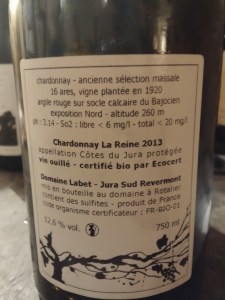 chardonnay - ancienne sélection massale
16 ares, vigne plantée en 1920
argile rouge sur socle calcaire du Bajocien
exposition Nord - altitude 260 m
pH : 3.14 - So2 : libre < 6 mg/l - total < 20 mg/l
Chardonnay La Reine 2013
appellation Côtes du Jura protégée
vin ouillé - certifié bio par Ecocert
Domaine Labet - Jura Sud Revermont
mis en bouteille au domaine à Rotalier
contient des sulfites - produit de France
code organisme certificateur : FR-BIO-01
12,6 % vol.
750 ml